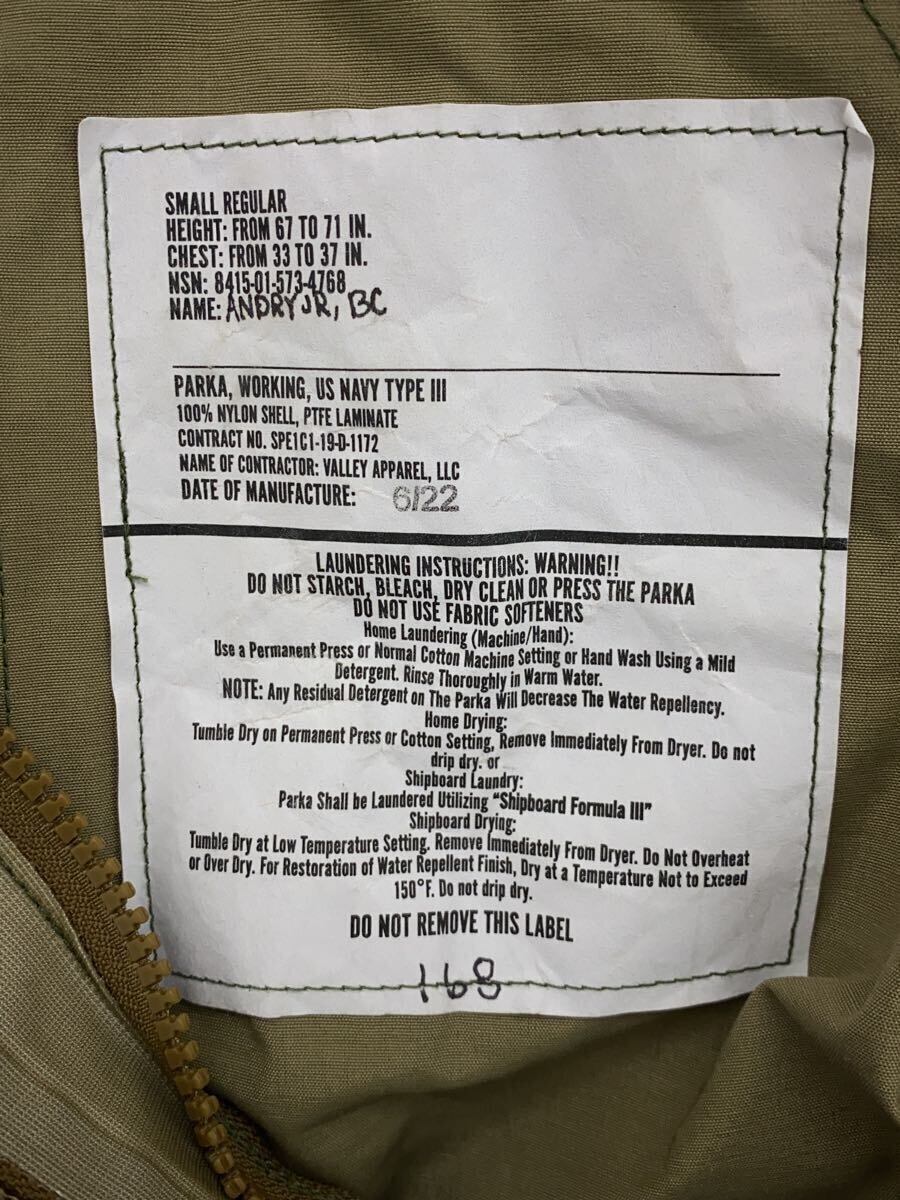 SMALL REGULAR
HEIGHT: FROM 67 TO 71 IN.
CHEST: FROM 33 TO 37 IN.
NSN: 8415-01-573-4768
NAME: ANDRY JR, BC
PARKA, WORKING, US NAVY TYPE III
100% NYLON SHELL, PTFE LAMINATE
CONTRACT NO. SPE1C1-19-D-1172
NAME OF CONTRACTOR: VALLEY APPAREL, LLC
DATE OF MANUFACTURE: 6/22
LAUNDERING INSTRUCTIONS: WARNING!!
DO NOT STARCH, BLEACH, DRY CLEAN OR PRESS THE PARKA
DO NOT USE FABRIC SOFTENERS
Home Laundering (Machine/Hand):
Use a Permanent Press or Normal Cotton Machine Setting or Hand Wash Using a Mild
Detergent. Rinse Thoroughly in Warm Water.
NOTE: Any Residual Detergent on The Parka Will Decrease The Water Repellency.
Home Drying:
Tumble Dry on Permanent Press or Cotton Setting, Remove Immediately From Dryer. Do not
drip dry. or
Shipboard Laundry:
Parka Shall be Laundered Utilizing "Shipboard Formula III"
Shipboard Drying:
Tumble Dry at Low Temperature Setting. Remove Immediately From Dryer. Do Not Overheat
or Over Dry. For Restoration of Water Repellent Finish, Dry at a Temperature Not to Exceed
150°F. Do not drip dry.
DO NOT REMOVE THIS LABEL
168